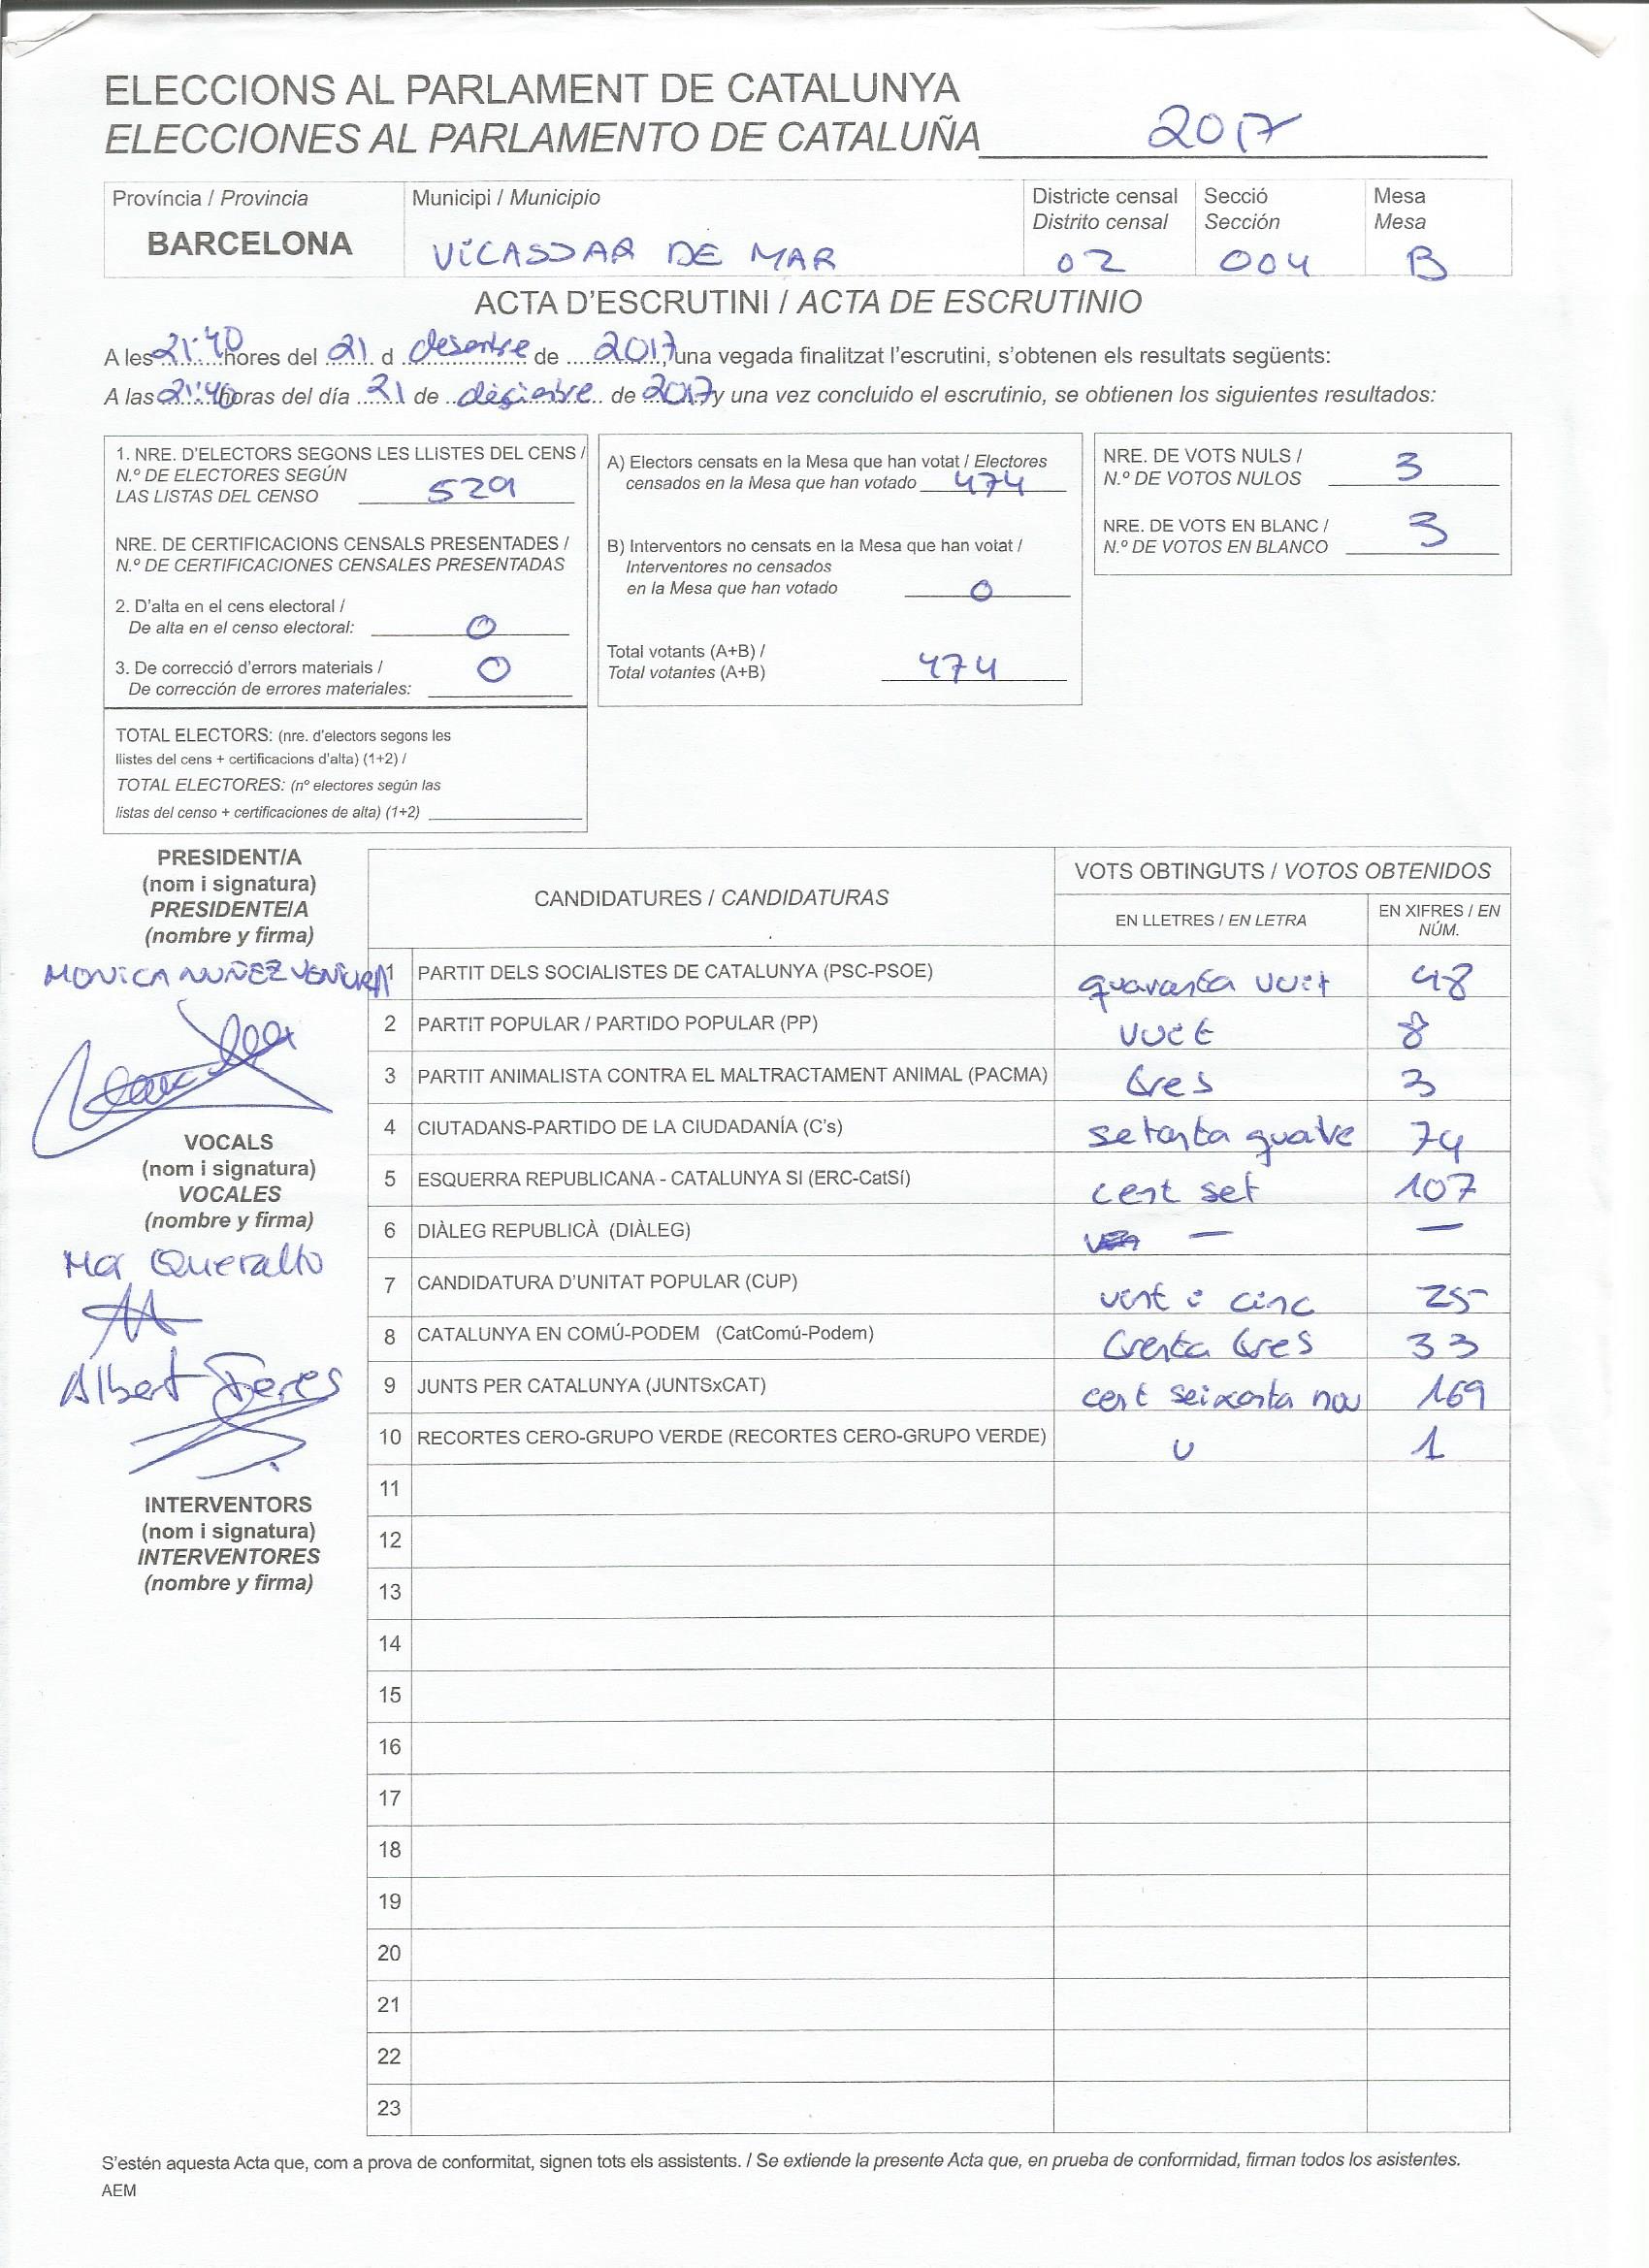 ELECCIONS AL PARLAMENT DE CATALUNYA
ELECCIONES AL PARLAMENTO DE CATALUÑA 2017
Província / Provincia
BARCELONA
Municipi / Municipio
VILASSAR DE MAR
Districte censal
Distrito censal
02
Secció
Sección
004
Mesa
Mesa
B
ACTA D'ESCRUTINI / ACTA DE ESCRUTINIO
A les 21:40 hores del 21 d desembre de 2017, una vegada finalitzat l'escrutini, s'obtenen els resultats següents:
A las 21:40 horas del día 21 de diciembre de 2017 y una vez concluido el escrutinio, se obtienen los siguientes resultados:
1. NRE. D'ELECTORS SEGONS LES LLISTES DEL CENS /
N.º DE ELECTORES SEGÚN
LAS LISTAS DEL CENSO 529
NRE. DE CERTIFICACIONS CENSALS PRESENTADES /
N.º DE CERTIFICACIONES CENSALES PRESENTADAS
2. D'alta en el cens electoral /
De alta en el censo electoral: 0
3. De correcció d'errors materials /
De corrección de errores materiales: 0
TOTAL ELECTORS: (nre. d'electors segons les
llistes del cens + certificacions d'alta) (1+2) /
TOTAL ELECTORES: (nº electores según las
listas del censo + certificaciones de alta) (1+2)
A) Electors censats en la Mesa que han votat / Electores
censados en la Mesa que han votado 474
B) Interventors no censats en la Mesa que han votat /
Interventores no censados
en la Mesa que han votado 0
Total votants (A+B) /
Total votantes (A+B) 474
NRE. DE VOTS NULS /
N.º DE VOTOS NULOS 3
NRE. DE VOTS EN BLANC /
N.º DE VOTOS EN BLANCO 3
PRESIDENT/A
(nom i signatura)
PRESIDENTE/A
(nombre y firma)
MONICA NUÑEZ VENTURA
VOCALS
(nom i signatura)
VOCALES
(nombre y firma)
Mar Queralto
Albert Feres
INTERVENTORS
(nom i signatura)
INTERVENTORES
(nombre y firma)
CANDIDATURES / CANDIDATURAS
VOTS OBTINGUTS / VOTOS OBTENIDOS
EN LLETRES / EN LETRA
EN XIFRES / EN
NÚM.
1 PARTIT DELS SOCIALISTES DE CATALUNYA (PSC-PSOE) quaranta vuit 48
2 PARTIT POPULAR / PARTIDO POPULAR (PP) vuit 8
3 PARTIT ANIMALISTA CONTRA EL MALTRACTAMENT ANIMAL (PACMA) tres 3
4 CIUTADANS-PARTIDO DE LA CIUDADANÍA (C's) setanta quatre 74
5 ESQUERRA REPUBLICANA - CATALUNYA SI (ERC-CatSí) cent set 107
6 DIÀLEG REPUBLICÀ (DIÀLEG) — —
7 CANDIDATURA D'UNITAT POPULAR (CUP) vint i cinc 25
8 CATALUNYA EN COMÚ-PODEM (CatComú-Podem) trenta tres 33
9 JUNTS PER CATALUNYA (JUNTSxCAT) cent seixanta nou 169
10 RECORTES CERO-GRUPO VERDE (RECORTES CERO-GRUPO VERDE) u 1
11
12
13
14
15
16
17
18
19
20
21
22
23
S'estén aquesta Acta que, com a prova de conformitat, signen tots els assistents. / Se extiende la presente Acta que, en prueba de conformidad, firman todos los asistentes.
AEM